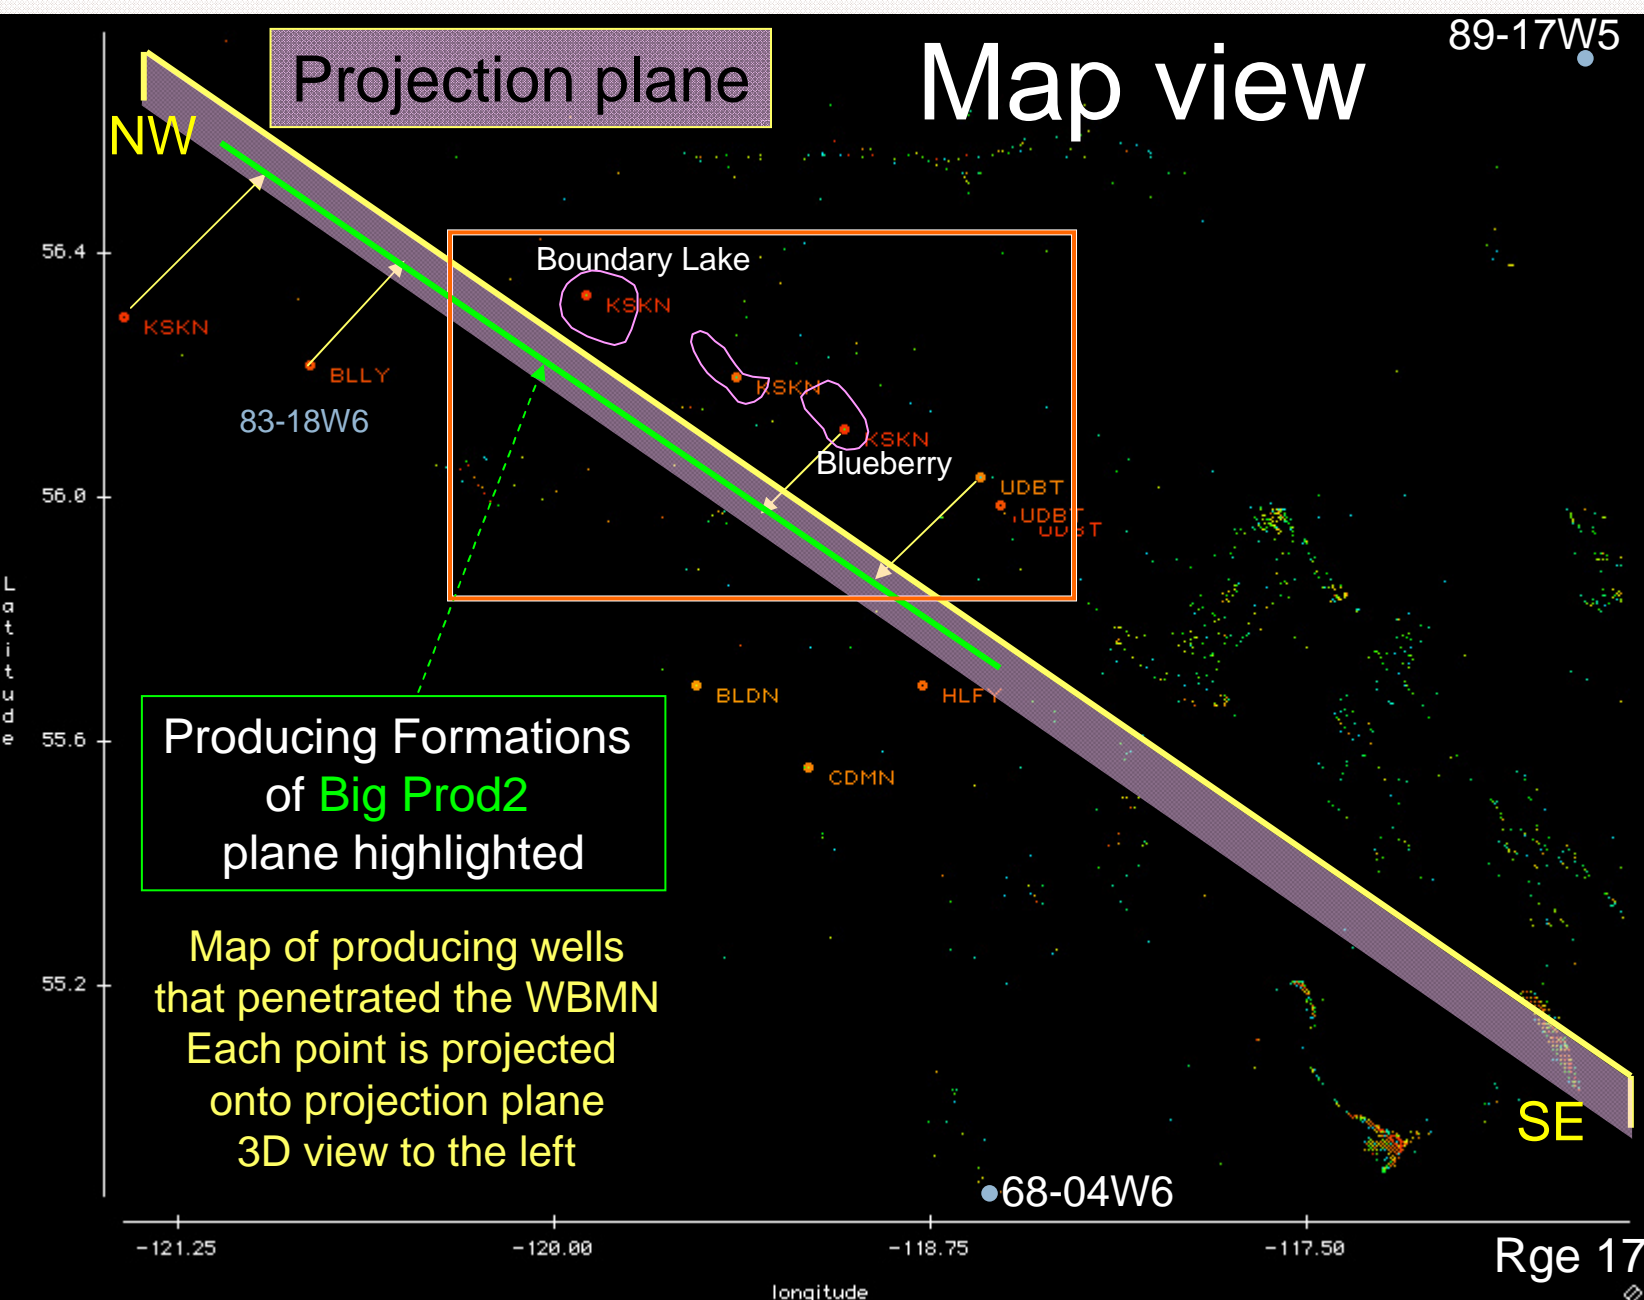 89-17W5
Projection plane
Map view
NW
56.4
Boundary Lake
KSKN
KSKN
BLLY
KSKN
83-18W6
KSKN
Blueberry
56.0
UDBT
UDBT
UDBT
Latitude
BLDN
HLFY
55.6
CDMN
Producing Formations
of Big Prod2
plane highlighted
Map of producing wells
that penetrated the WBMN
Each point is projected
onto projection plane
3D view to the left
55.2
SE
68-04W6
-121.25
-120.00
-118.75
-117.50
Rge 17
longitude